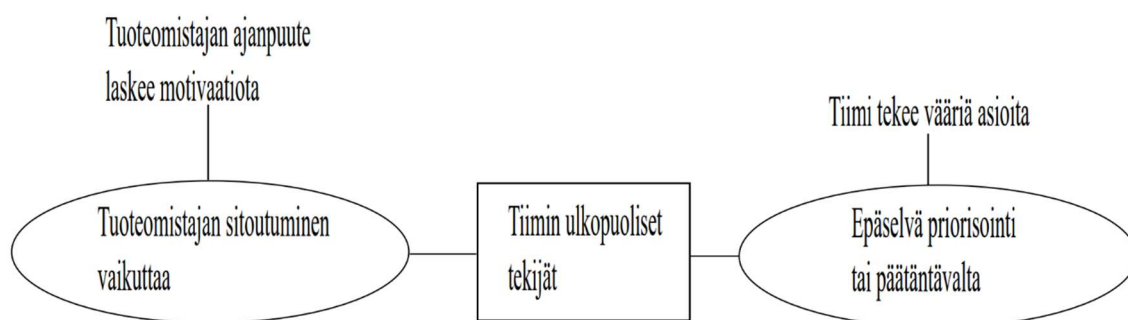 Tuoteomistajan ajanpuute
laskee motivaatiota
Tiimi tekee vääriä asioita
Tuoteomistajan sitoutuminen
vaikuttaa
Tiimin ulkopuoliset
tekijät
Epäselvä priorisointi
tai päätäntävalta